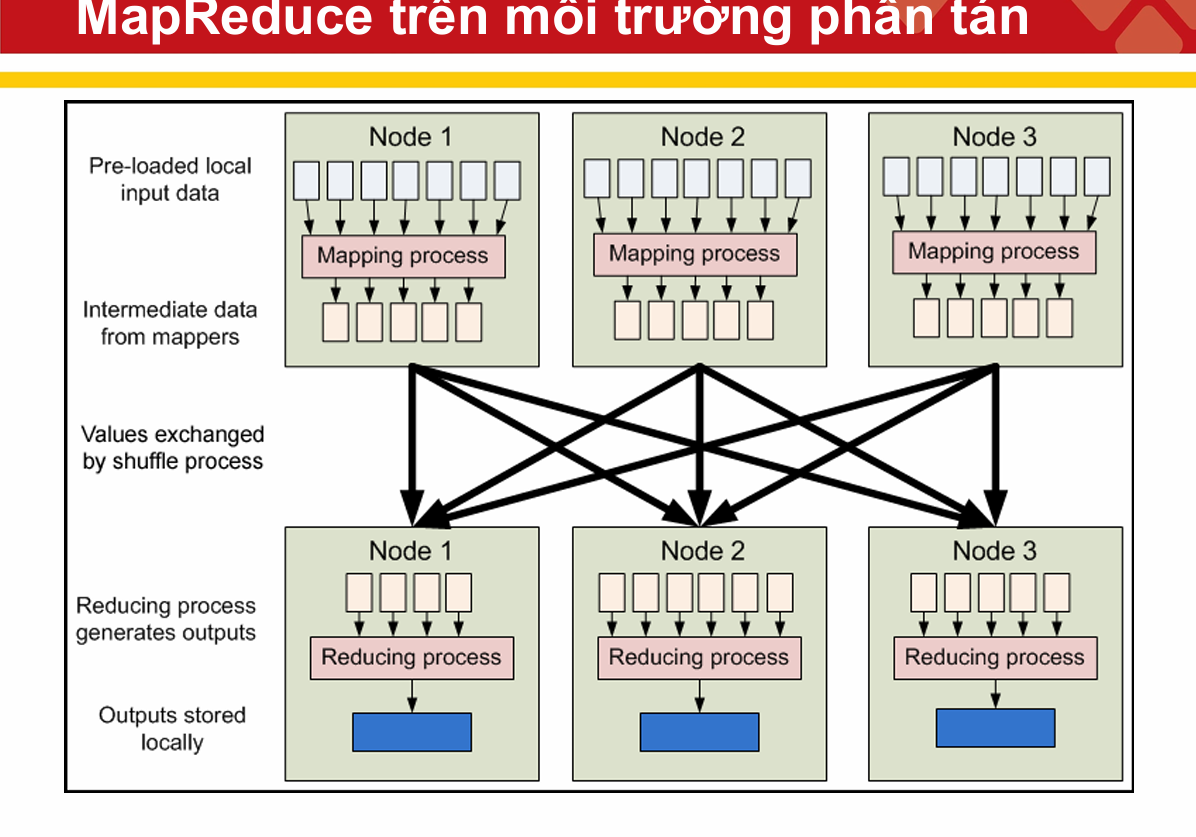 MapReduce trên môi trường phân tán
Node 1
Node 2
Node 3
Pre-loaded local
input data
Mapping process
Mapping process
Mapping process
Intermediate data
from mappers
Values exchanged
by shuffle process
Node 1
Node 2
Node 3
Reducing process
generates outputs
Reducing process
Reducing process
Reducing process
Outputs stored
locally